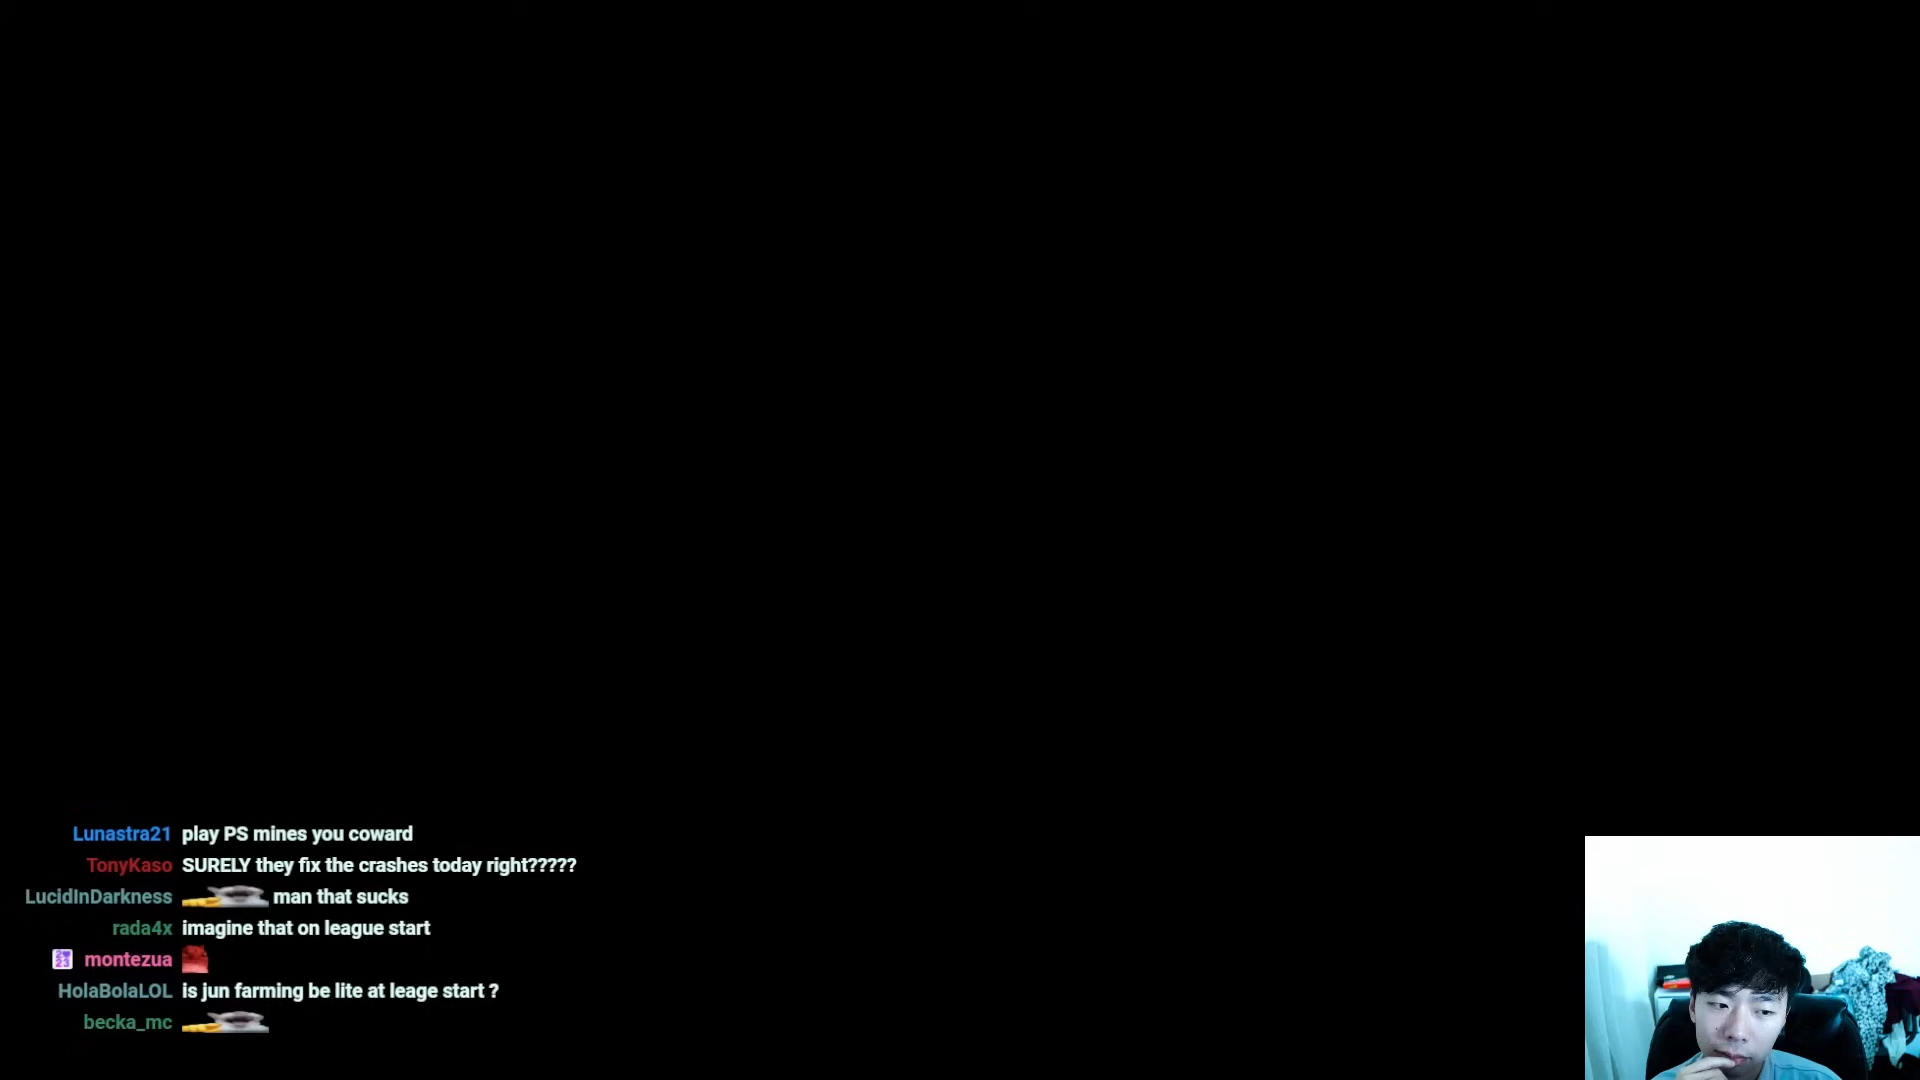 Lunastra21 play PS mines you coward
TonyKaso SURELY they fix the crashes today right?????
LucidInDarkness man that sucks
rada4x imagine that on league start
montezua
HolaBolaLOL is jun farming be lite at leage start ?
becka_mc